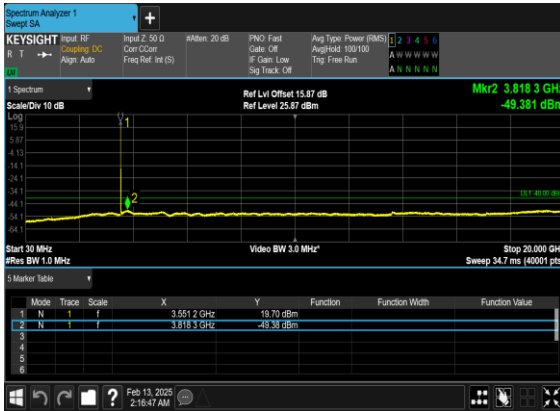 Spectrum Analyzer 1
Swept SA
+
KEYSIGHT Input: RF Input Z: 50 Ω #Atten: 20 dB PNO: Fast Avg Type: Power (RMS) 1 2 3 4 5 6
R T Coupling: DC Corr CCorr Gate: Off Avg|Hold: 100/100 A W W W W W
Align: Auto Freq Ref: Int (S) IF Gain: Low Trig: Free Run
Sig Track: Off A N N N N N
1 Spectrum
Ref Lvl Offset 15.87 dB Mkr2 3.818 3 GHz
Scale/Div 10 dB Ref Level 25.87 dBm -49.381 dBm
Log
15.9
5.87
-4.13
-14.1
-24.1
-34.1
-44.1
-54.1
-64.1
1
2
DL1 -40.00 dBm
Start 30 MHz Video BW 3.0 MHz* Stop 20.000 GHz
#Res BW 1.0 MHz Sweep 34.7 ms (40001 pts)
5 Marker Table
Mode Trace Scale X Y Function Function Width Function Value
1 N 1 f 3.551 2 GHz 19.70 dBm
2 N 1 f 3.818 3 GHz -49.38 dBm
3
4
5
6
?
Feb 13, 2025
2:16:47 AM